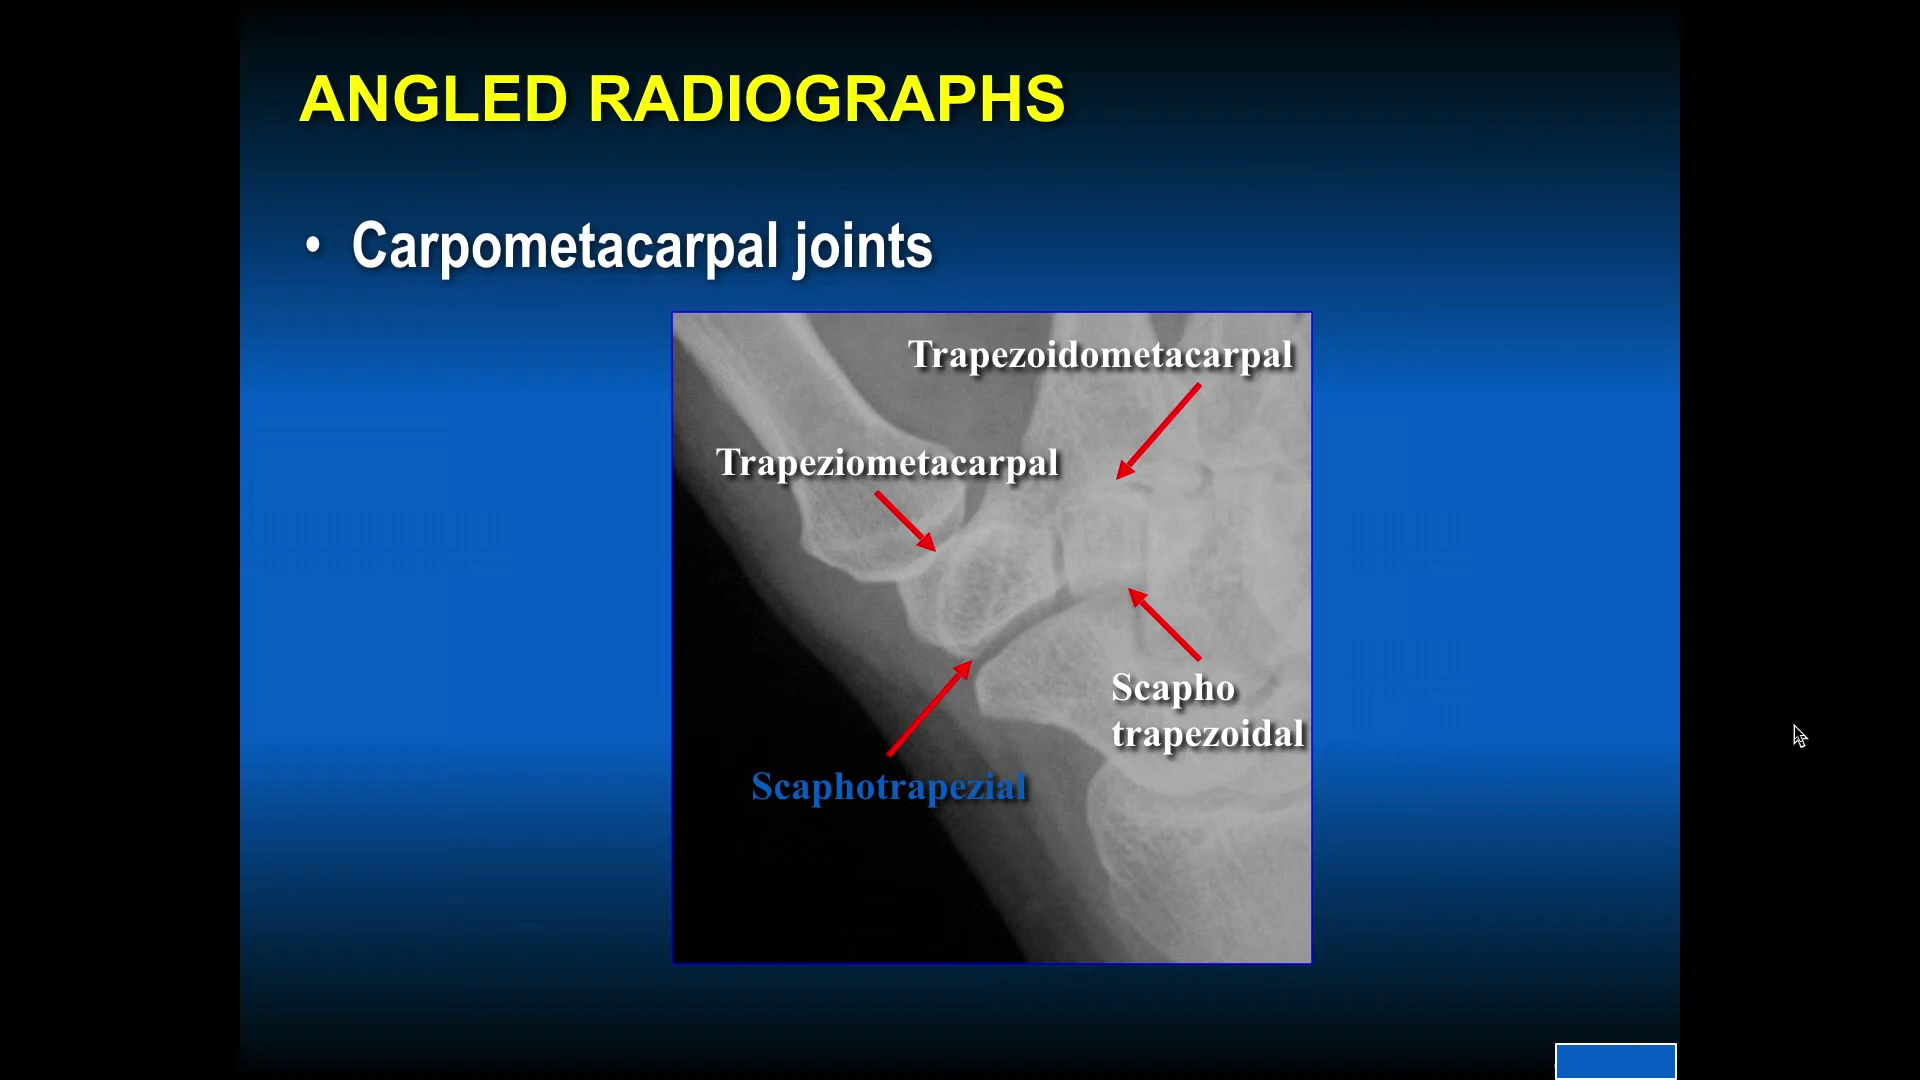 ANGLED RADIOGRAPHS
• Carpometacarpal joints
Trapezoidometacarpal
Trapeziometacarpal
Scapho
trapezoidal
Scaphotrapezial